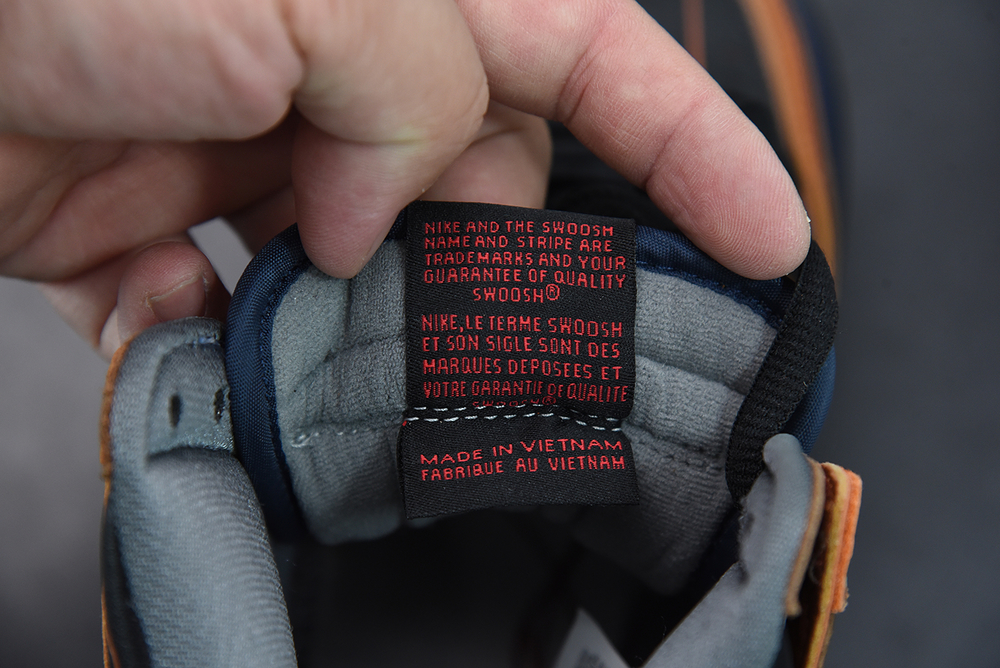 NIKE AND THE SWOOSH
NAME AND STRIPE ARE
TRADEMARKS AND YOUR
GUARANTEE OF QUALITY
SWOOSH®
NIKE, LE TERME SWOOSH
ET SON SIGLE SONT DES
MARQUES DEPOSEES ET
VOTRE GARANTIE DE QUALITE
SWOOSH®
MADE IN VIETNAM
FABRIQUE AU VIETNAM